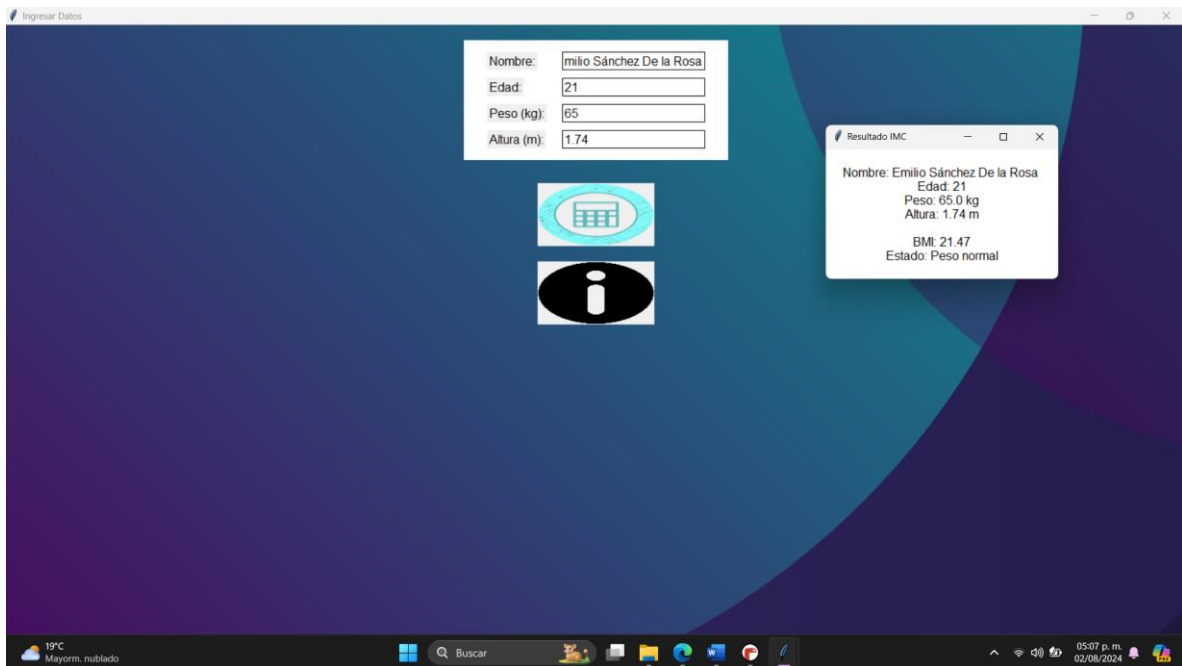 Ingresar Datos
Nombre: milio Sánchez De la Rosa
Edad: 21
Peso (kg): 65
Altura (m): 1.74
Resultado IMC
Nombre: Emilio Sánchez De la Rosa
Edad: 21
Peso: 65.0 kg
Altura: 1.74 m
BMI: 21.47
Estado: Peso normal
19°C
Mayorm. nublado
Buscar
05:07 p. m.
02/08/2024